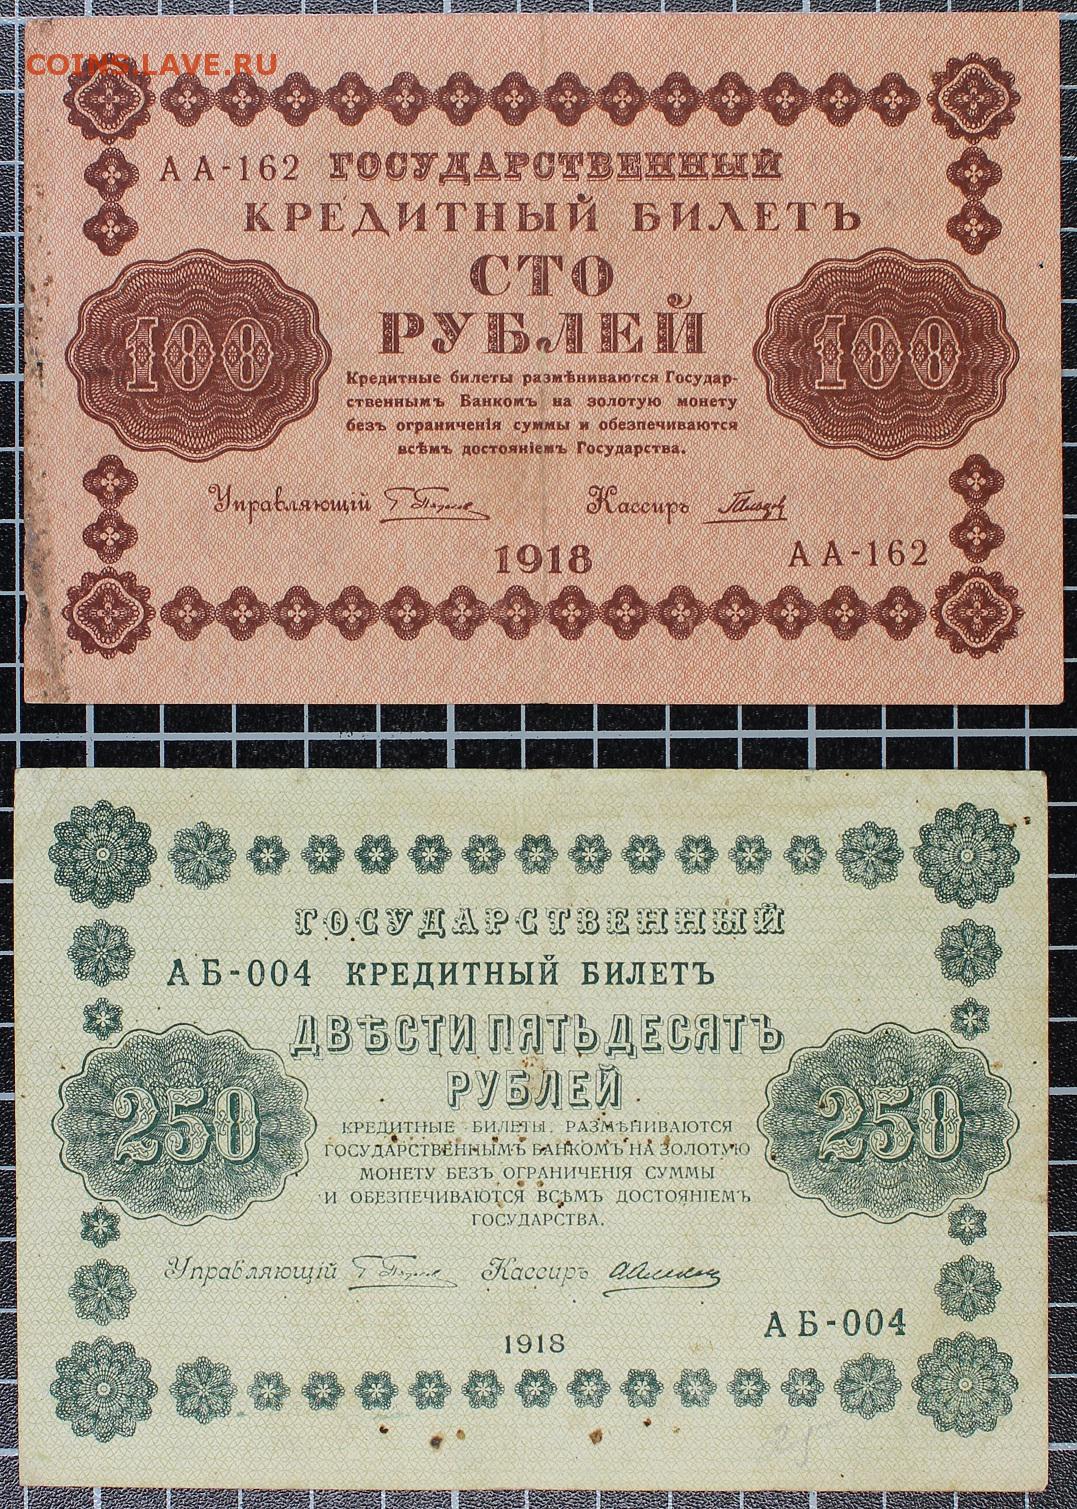 COINS.LAVE.RU
АА-162 ГОСУДАРСТВЕННЫЙ
КРЕДИТНЫЙ БИЛЕТЪ
СТО
РУБЛЕЙ
100 100
Кредитные билеты размѣниваются Государ-
ственнымъ Банкомъ на золотую монету
безъ ограниченія суммы и обезпечиваются
всѣмъ достояніемъ Государства.
Управляющій Кассиръ
1918 АА-162
ГОСУДАРСТВЕННЫЙ
АБ-004 КРЕДИТНЫЙ БИЛЕТЪ
ДВѢСТИ ПЯТЬДЕСЯТЪ
РУБЛЕЙ
250 250
КРЕДИТНЫЕ БИЛЕТЫ РАЗМѢНИВАЮТСЯ
ГОСУДАРСТВЕННЫМЪ БАНКОМЪ НА ЗОЛОТУЮ
МОНЕТУ БЕЗЪ ОГРАНИЧЕНІЯ СУММЫ
И ОБЕЗПЕЧИВАЮТСЯ ВСѢМЪ ДОСТОЯНІЕМЪ
ГОСУДАРСТВА.
Управляющій Кассиръ
АБ-004
1918